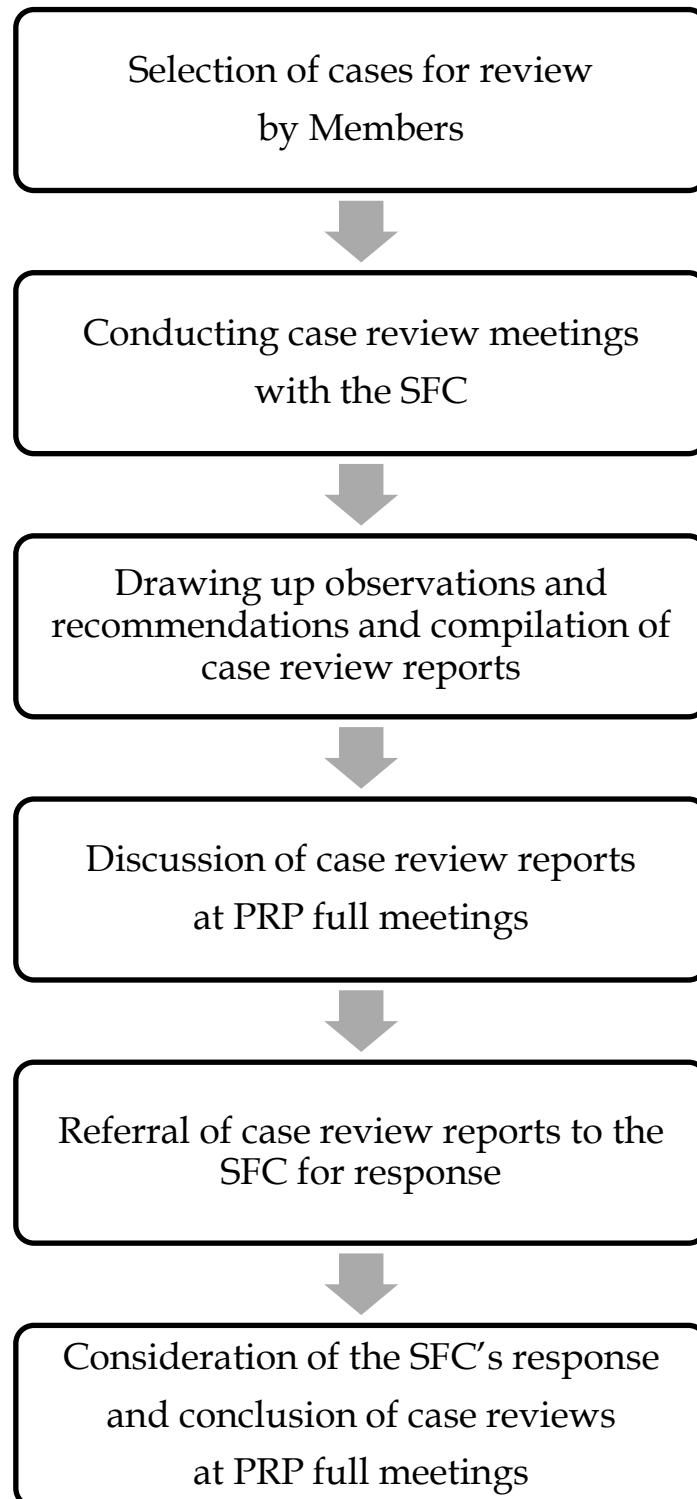 Selection of cases for review
by Members
Conducting case review meetings
with the SFC
Drawing up observations and
recommendations and compilation of
case review reports
Discussion of case review reports
at PRP full meetings
Referral of case review reports to the
SFC for response
Consideration of the SFC’s response
and conclusion of case reviews
at PRP full meetings